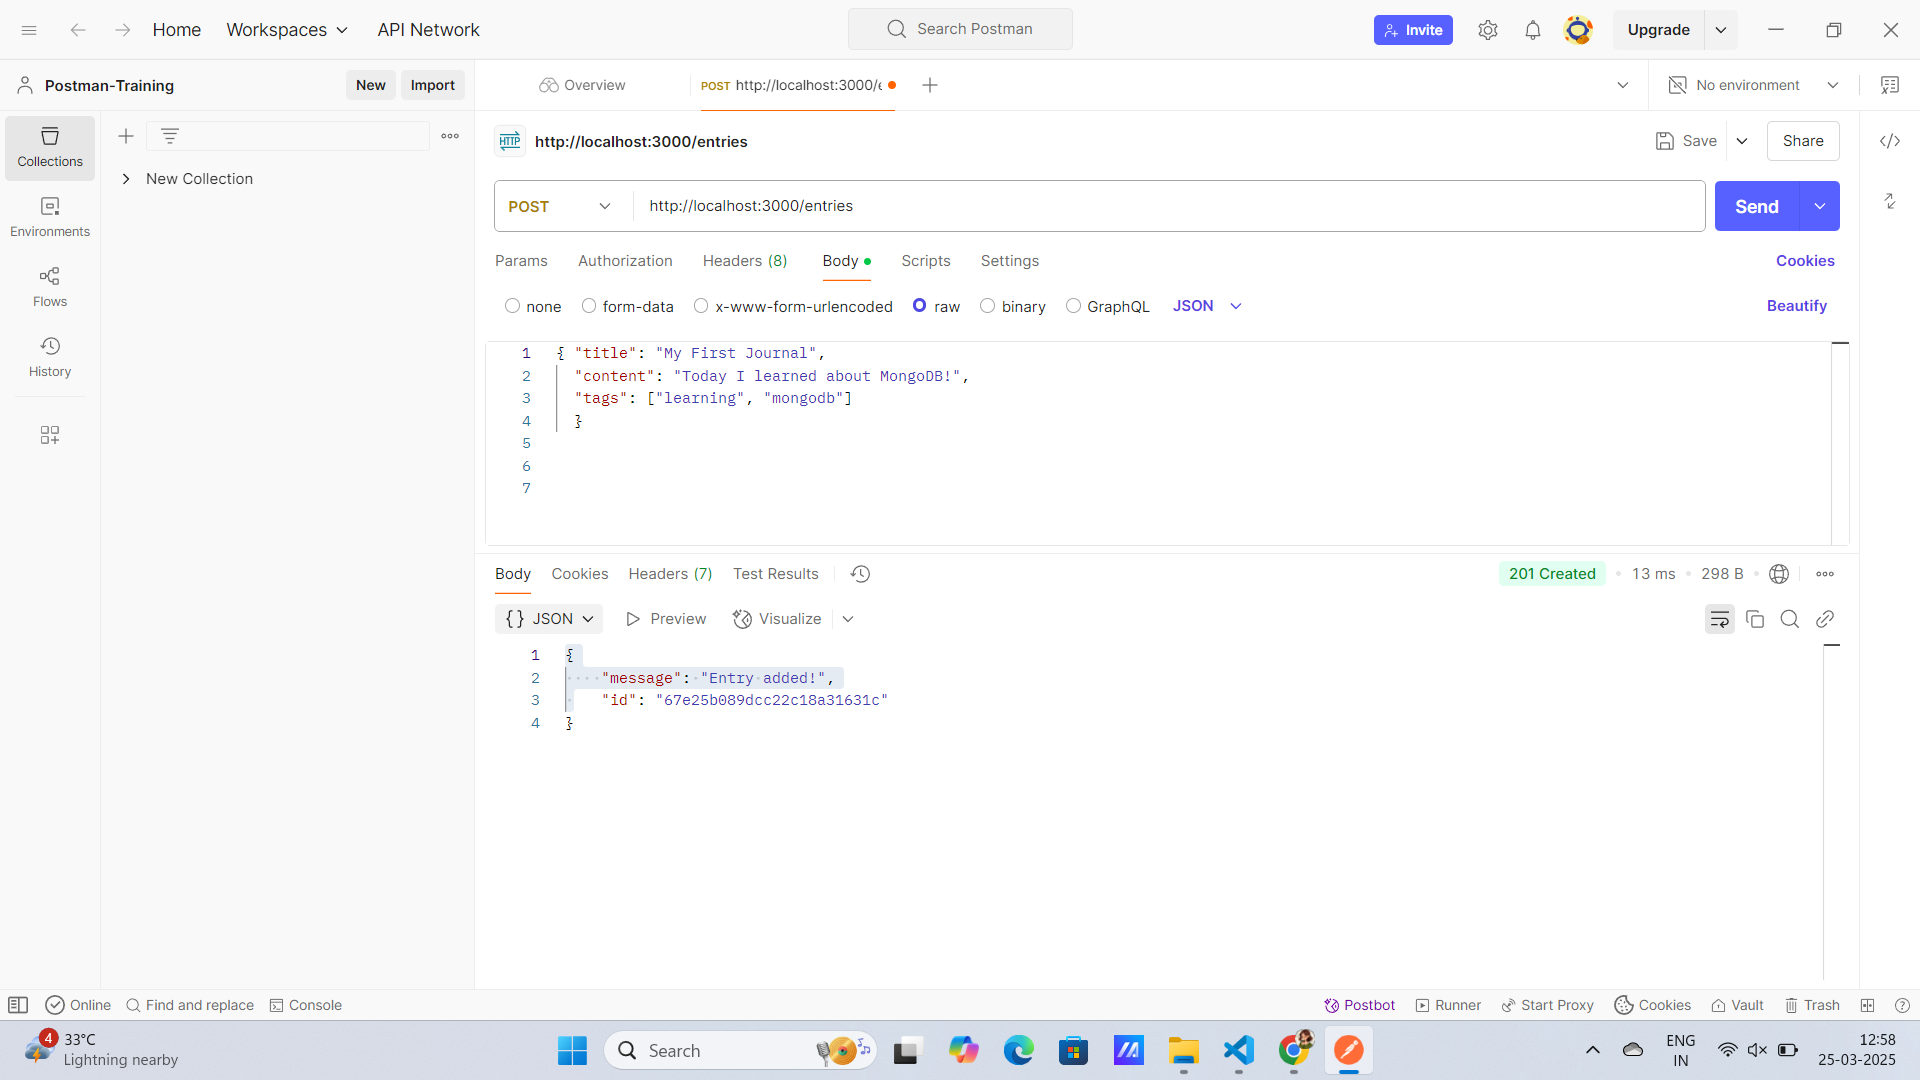 Home
Workspaces
API Network
Search Postman
Invite
Upgrade
Postman-Training
New
Import
Overview
POST http://localhost:3000/e
No environment
Collections
New Collection
HTTP
http://localhost:3000/entries
Save
Share
POST
http://localhost:3000/entries
Send
Environments
Params
Authorization
Headers (8)
Body
Scripts
Settings
Cookies
Flows
none
form-data
x-www-form-urlencoded
raw
binary
GraphQL
JSON
Beautify
History
1 { "title": "My First Journal",
2 "content": "Today I learned about MongoDB!",
3 "tags": ["learning", "mongodb"]
4 }
5
6
7
Body
Cookies
Headers (7)
Test Results
201 Created
13 ms
298 B
{} JSON
Preview
Visualize
1 {
2 "message": "Entry added!",
3 "id": "67e25b089dcc22c18a31631c"
4 }
Online
Find and replace
Console
Postbot
Runner
Start Proxy
Cookies
Vault
Trash
4
33°C
Lightning nearby
Search
ENG
IN
12:58
25-03-2025